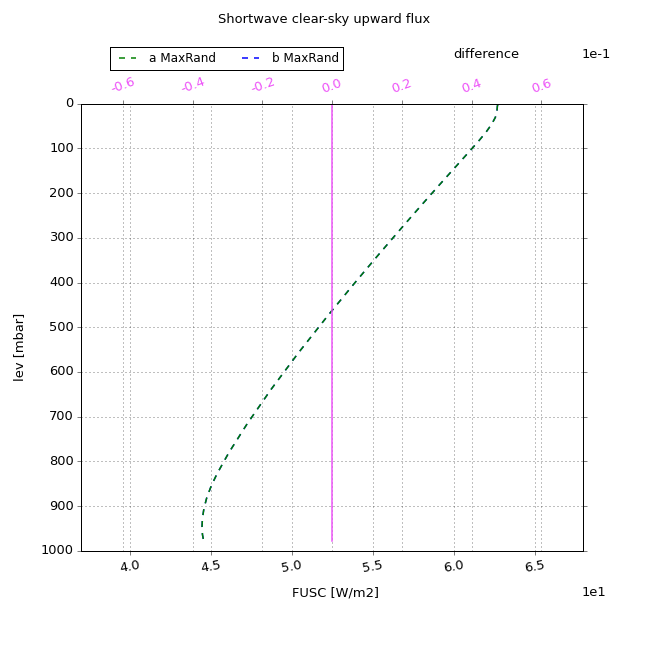 Shortwave clear-sky upward flux
a MaxRand b MaxRand difference 1e-1
-0.6 -0.4 -0.2 0.0 0.2 0.4 0.6
0
100
200
300
400
500
600
700
800
900
1000
lev [mbar]
4.0 4.5 5.0 5.5 6.0 6.5
FUSC [W/m2] 1e1